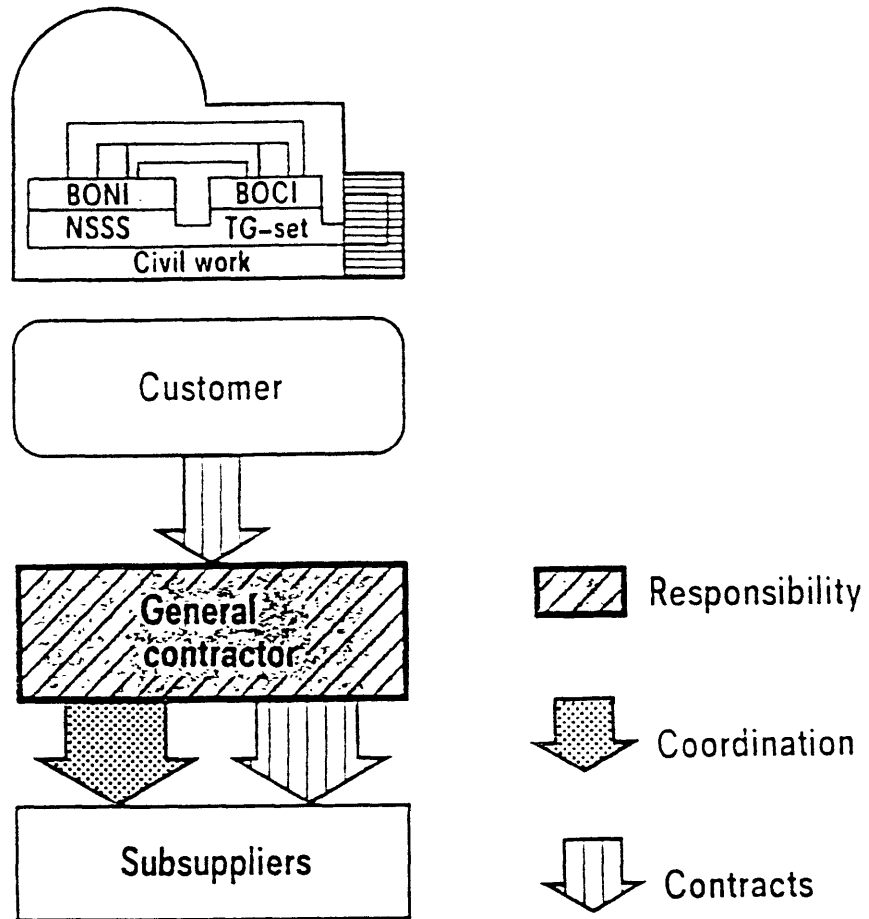 BONI BOCI
NSSS TG-set
Civil work
Customer
General
contractor
Responsibility
Coordination
Subsuppliers
Contracts